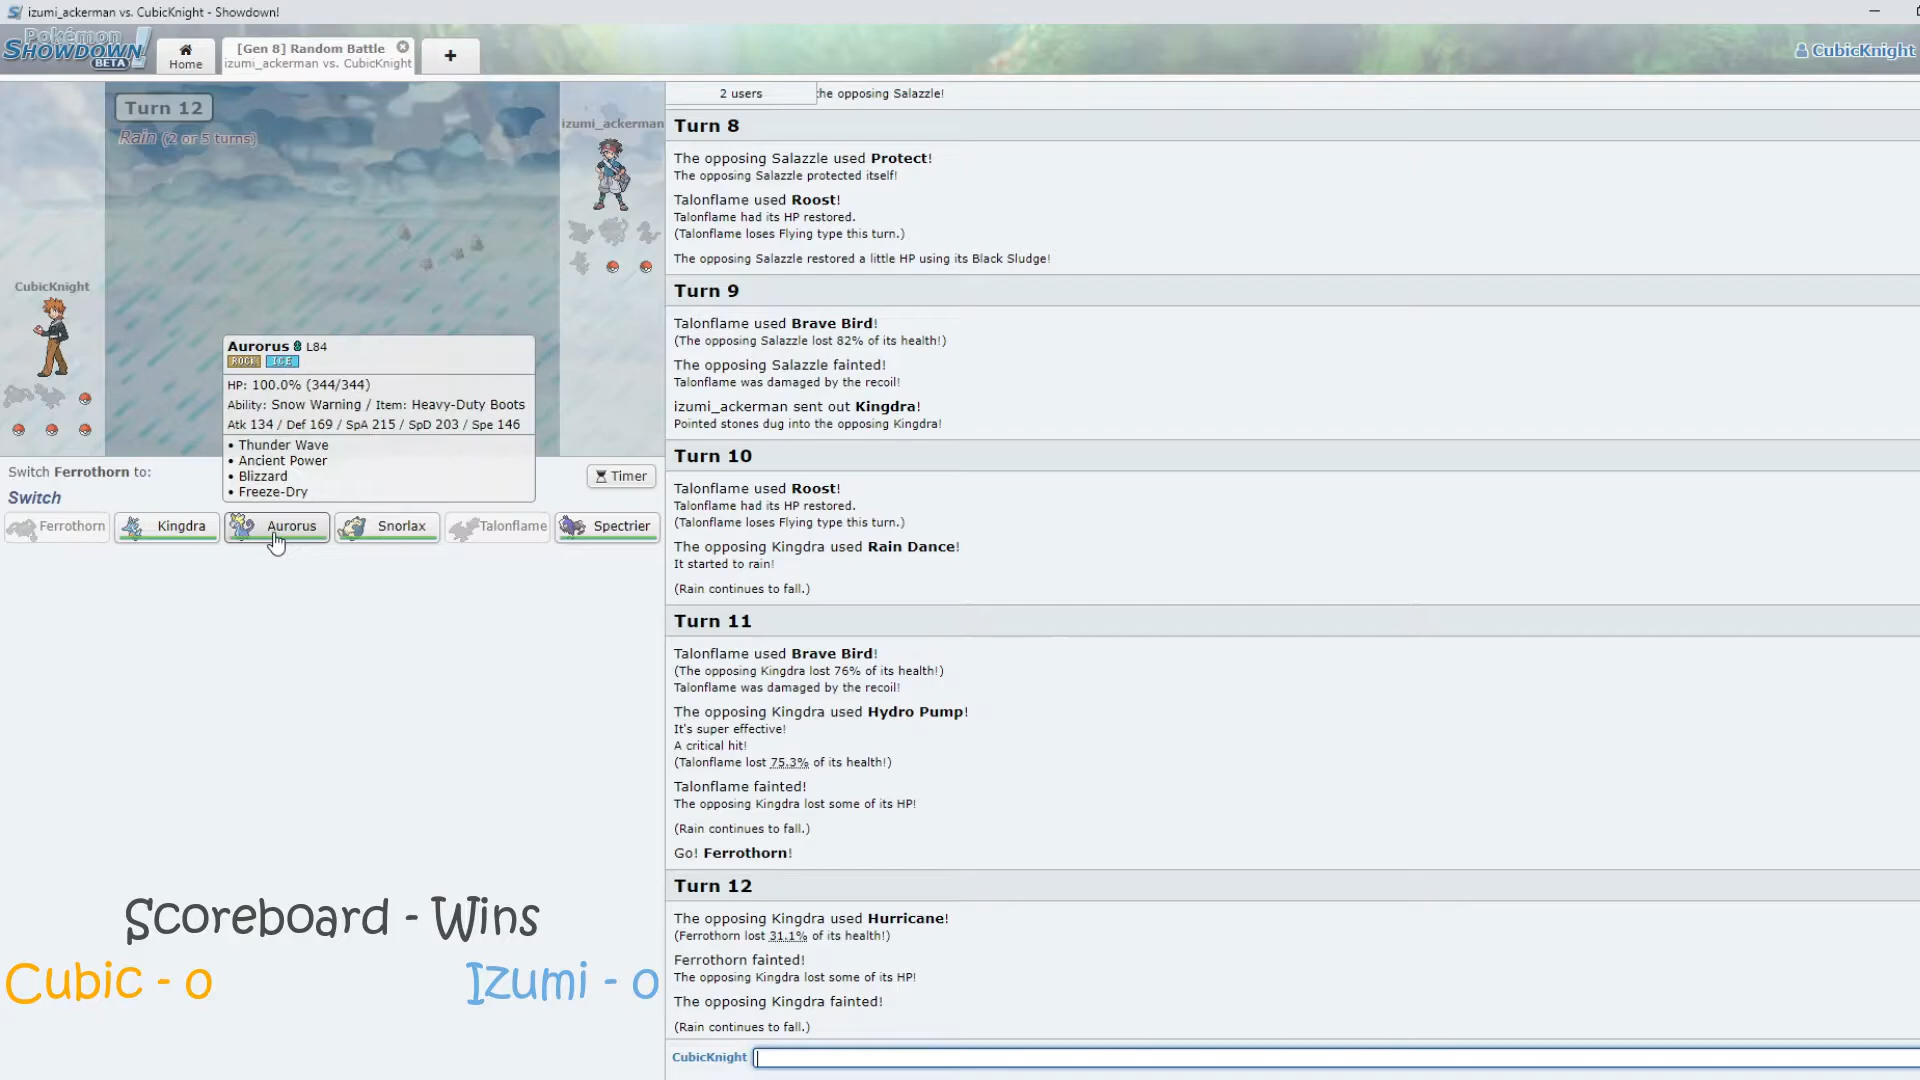 izumi_ackerman vs. CubicKnight - Showdown!
Pokémon
SHOWDOWN!
BETA
Home
[Gen 8] Random Battle
izumi_ackerman vs. CubicKnight
+
CubicKnight
Turn 12
Rain (2 or 5 turns)
izumi_ackerman
CubicKnight
Aurorus L84
ROCK ICE
HP: 100.0% (344/344)
Ability: Snow Warning / Item: Heavy-Duty Boots
Atk 134 / Def 169 / SpA 215 / SpD 203 / Spe 146
• Thunder Wave
• Ancient Power
• Blizzard
• Freeze-Dry
Switch Ferrothorn to:
Timer
Switch
Ferrothorn
Kingdra
Aurorus
Snorlax
Talonflame
Spectrier
Scoreboard - Wins
Cubic - 0
Izumi - 0
2 users
the opposing Salazzle!
Turn 8
The opposing Salazzle used Protect!
The opposing Salazzle protected itself!
Talonflame used Roost!
Talonflame had its HP restored.
(Talonflame loses Flying type this turn.)
The opposing Salazzle restored a little HP using its Black Sludge!
Turn 9
Talonflame used Brave Bird!
(The opposing Salazzle lost 82% of its health!)
The opposing Salazzle fainted!
Talonflame was damaged by the recoil!
izumi_ackerman sent out Kingdra!
Pointed stones dug into the opposing Kingdra!
Turn 10
Talonflame used Roost!
Talonflame had its HP restored.
(Talonflame loses Flying type this turn.)
The opposing Kingdra used Rain Dance!
It started to rain!
(Rain continues to fall.)
Turn 11
Talonflame used Brave Bird!
(The opposing Kingdra lost 76% of its health!)
Talonflame was damaged by the recoil!
The opposing Kingdra used Hydro Pump!
It's super effective!
A critical hit!
(Talonflame lost 75.3% of its health!)
Talonflame fainted!
The opposing Kingdra lost some of its HP!
(Rain continues to fall.)
Go! Ferrothorn!
Turn 12
The opposing Kingdra used Hurricane!
(Ferrothorn lost 31.1% of its health!)
Ferrothorn fainted!
The opposing Kingdra lost some of its HP!
The opposing Kingdra fainted!
(Rain continues to fall.)
CubicKnight